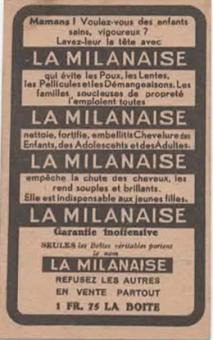 Mamans ! Voulez-vous des enfants
sains, vigoureux ?
Lavez-leur la tête avec
LA MILANAISE
qui évite les Poux, les Lentes,
les Pellicules et les Démangeaisons. Les
familles, soucieuses de propreté
l'emploient toutes
LA MILANAISE
nettoie, fortifie, embellit Chevelure des
Enfants, des Adolescents et des Adultes.
LA MILANAISE
empêche la chute des cheveux, les
rend souples et brillants.
Elle est indispensable aux jeunes filles.
LA MILANAISE
Garantie inoffensive
SEULES les Boîtes véritables portent
le nom
LA MILANAISE
REFUSEZ LES AUTRES
EN VENTE PARTOUT
1 FR. 75 LA BOITE